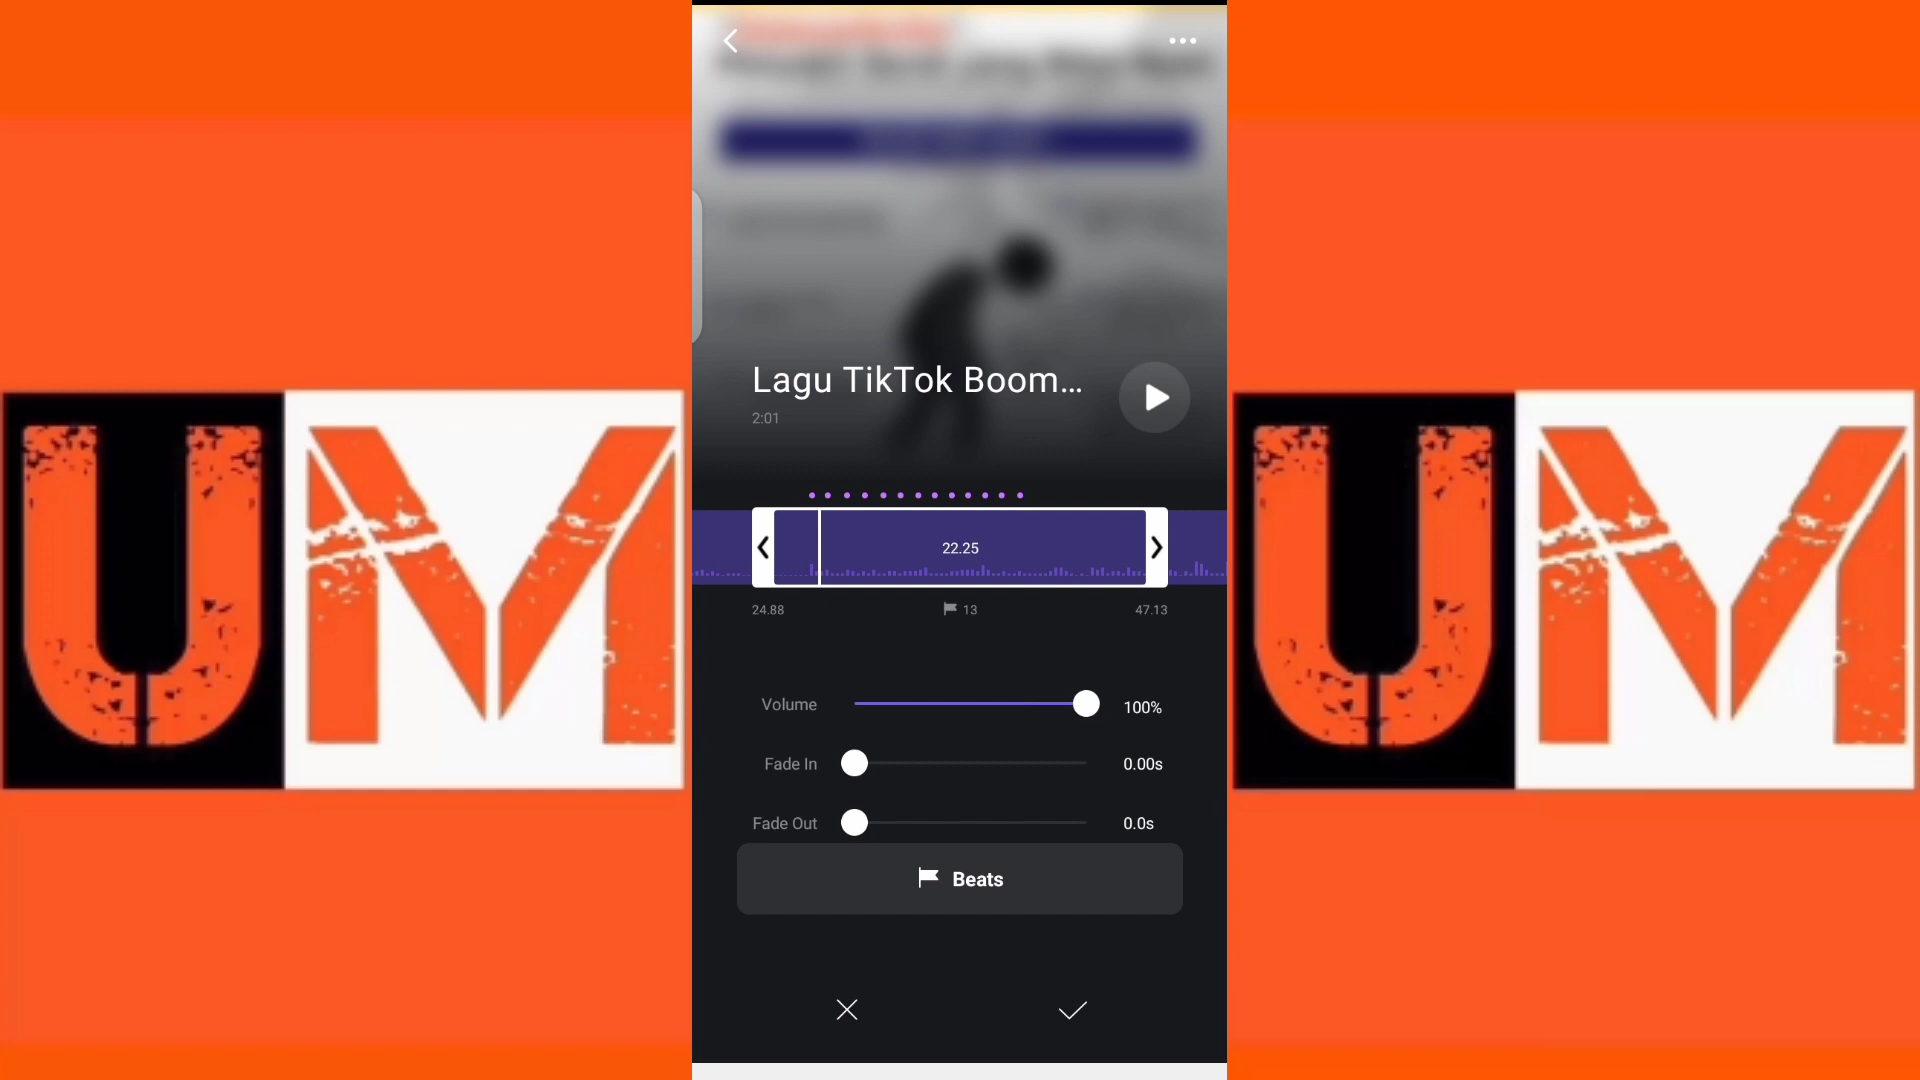 Lagu TikTok Boom...
2:01
22.25
24.88
13
47.13
Volume
100%
Fade In
0.00s
Fade Out
0.0s
Beats
UM
UM